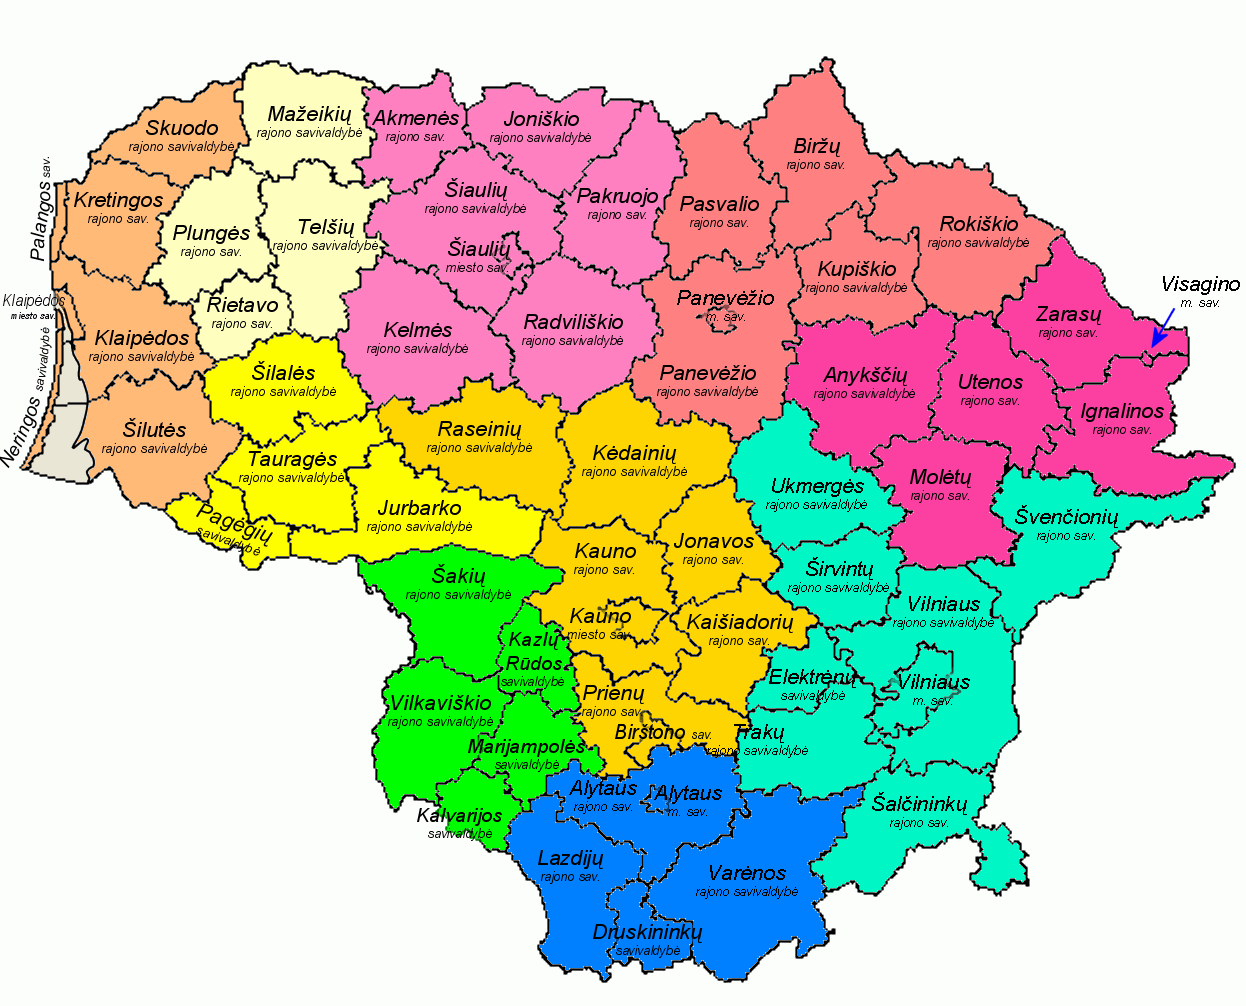 Mažeikių
rajono savivaldybė
Akmenės
rajono sav.
Joniškio
rajono savivaldybė
Skuodo
rajono savivaldybė
Biržų
rajono sav.
Palangos sav.
Kretingos
rajono sav.
Plungės
rajono sav.
Telšių
rajono savivaldybė
Šiaulių
rajono savivaldybė
Pakruojo
rajono sav.
Pasvalio
rajono sav.
Rokiškio
rajono savivaldybė
Šiaulių
miesto sav.
Kupiškio
rajono savivaldybė
Visagino
m. sav.
Klaipėdos
miesto sav.
Rietavo
rajono sav.
Panevėžio
m. sav.
Zarasų
rajono sav.
Klaipėdos
rajono savivaldybė
Kelmės
rajono savivaldybė
Radviliškio
rajono savivaldybė
Neringos savivaldybė
Šilalės
rajono savivaldybė
Panevėžio
rajono savivaldybė
Anykščių
rajono savivaldybė
Utenos
rajono sav.
Ignalinos
rajono sav.
Šilutės
rajono savivaldybė
Raseinių
rajono savivaldybė
Kėdainių
rajono savivaldybė
Tauragės
rajono savivaldybė
Ukmergės
rajono savivaldybė
Molėtų
rajono sav.
Pagėgių
savivaldybė
Jurbarko
rajono savivaldybė
Švenčionių
rajono sav.
Kauno
rajono sav.
Jonavos
rajono sav.
Šakių
rajono savivaldybė
Širvintų
rajono savivaldybė
Kauno
miesto sav.
Kaišiadorių
rajono sav.
Vilniaus
rajono savivaldybė
Kazlų
Rūdos
savivaldybė
Elektrėnų
savivaldybė
Vilniaus
m. sav.
Vilkaviškio
rajono savivaldybė
Prienų
rajono sav.
Birštono sav.
Trakų
rajono savivaldybė
Marijampolės
savivaldybė
Kalvarijos
savivaldybė
Alytaus
rajono sav.
Alytaus
m. sav.
Šalčininkų
rajono sav.
Lazdijų
rajono sav.
Varėnos
rajono savivaldybė
Druskininkų
savivaldybė